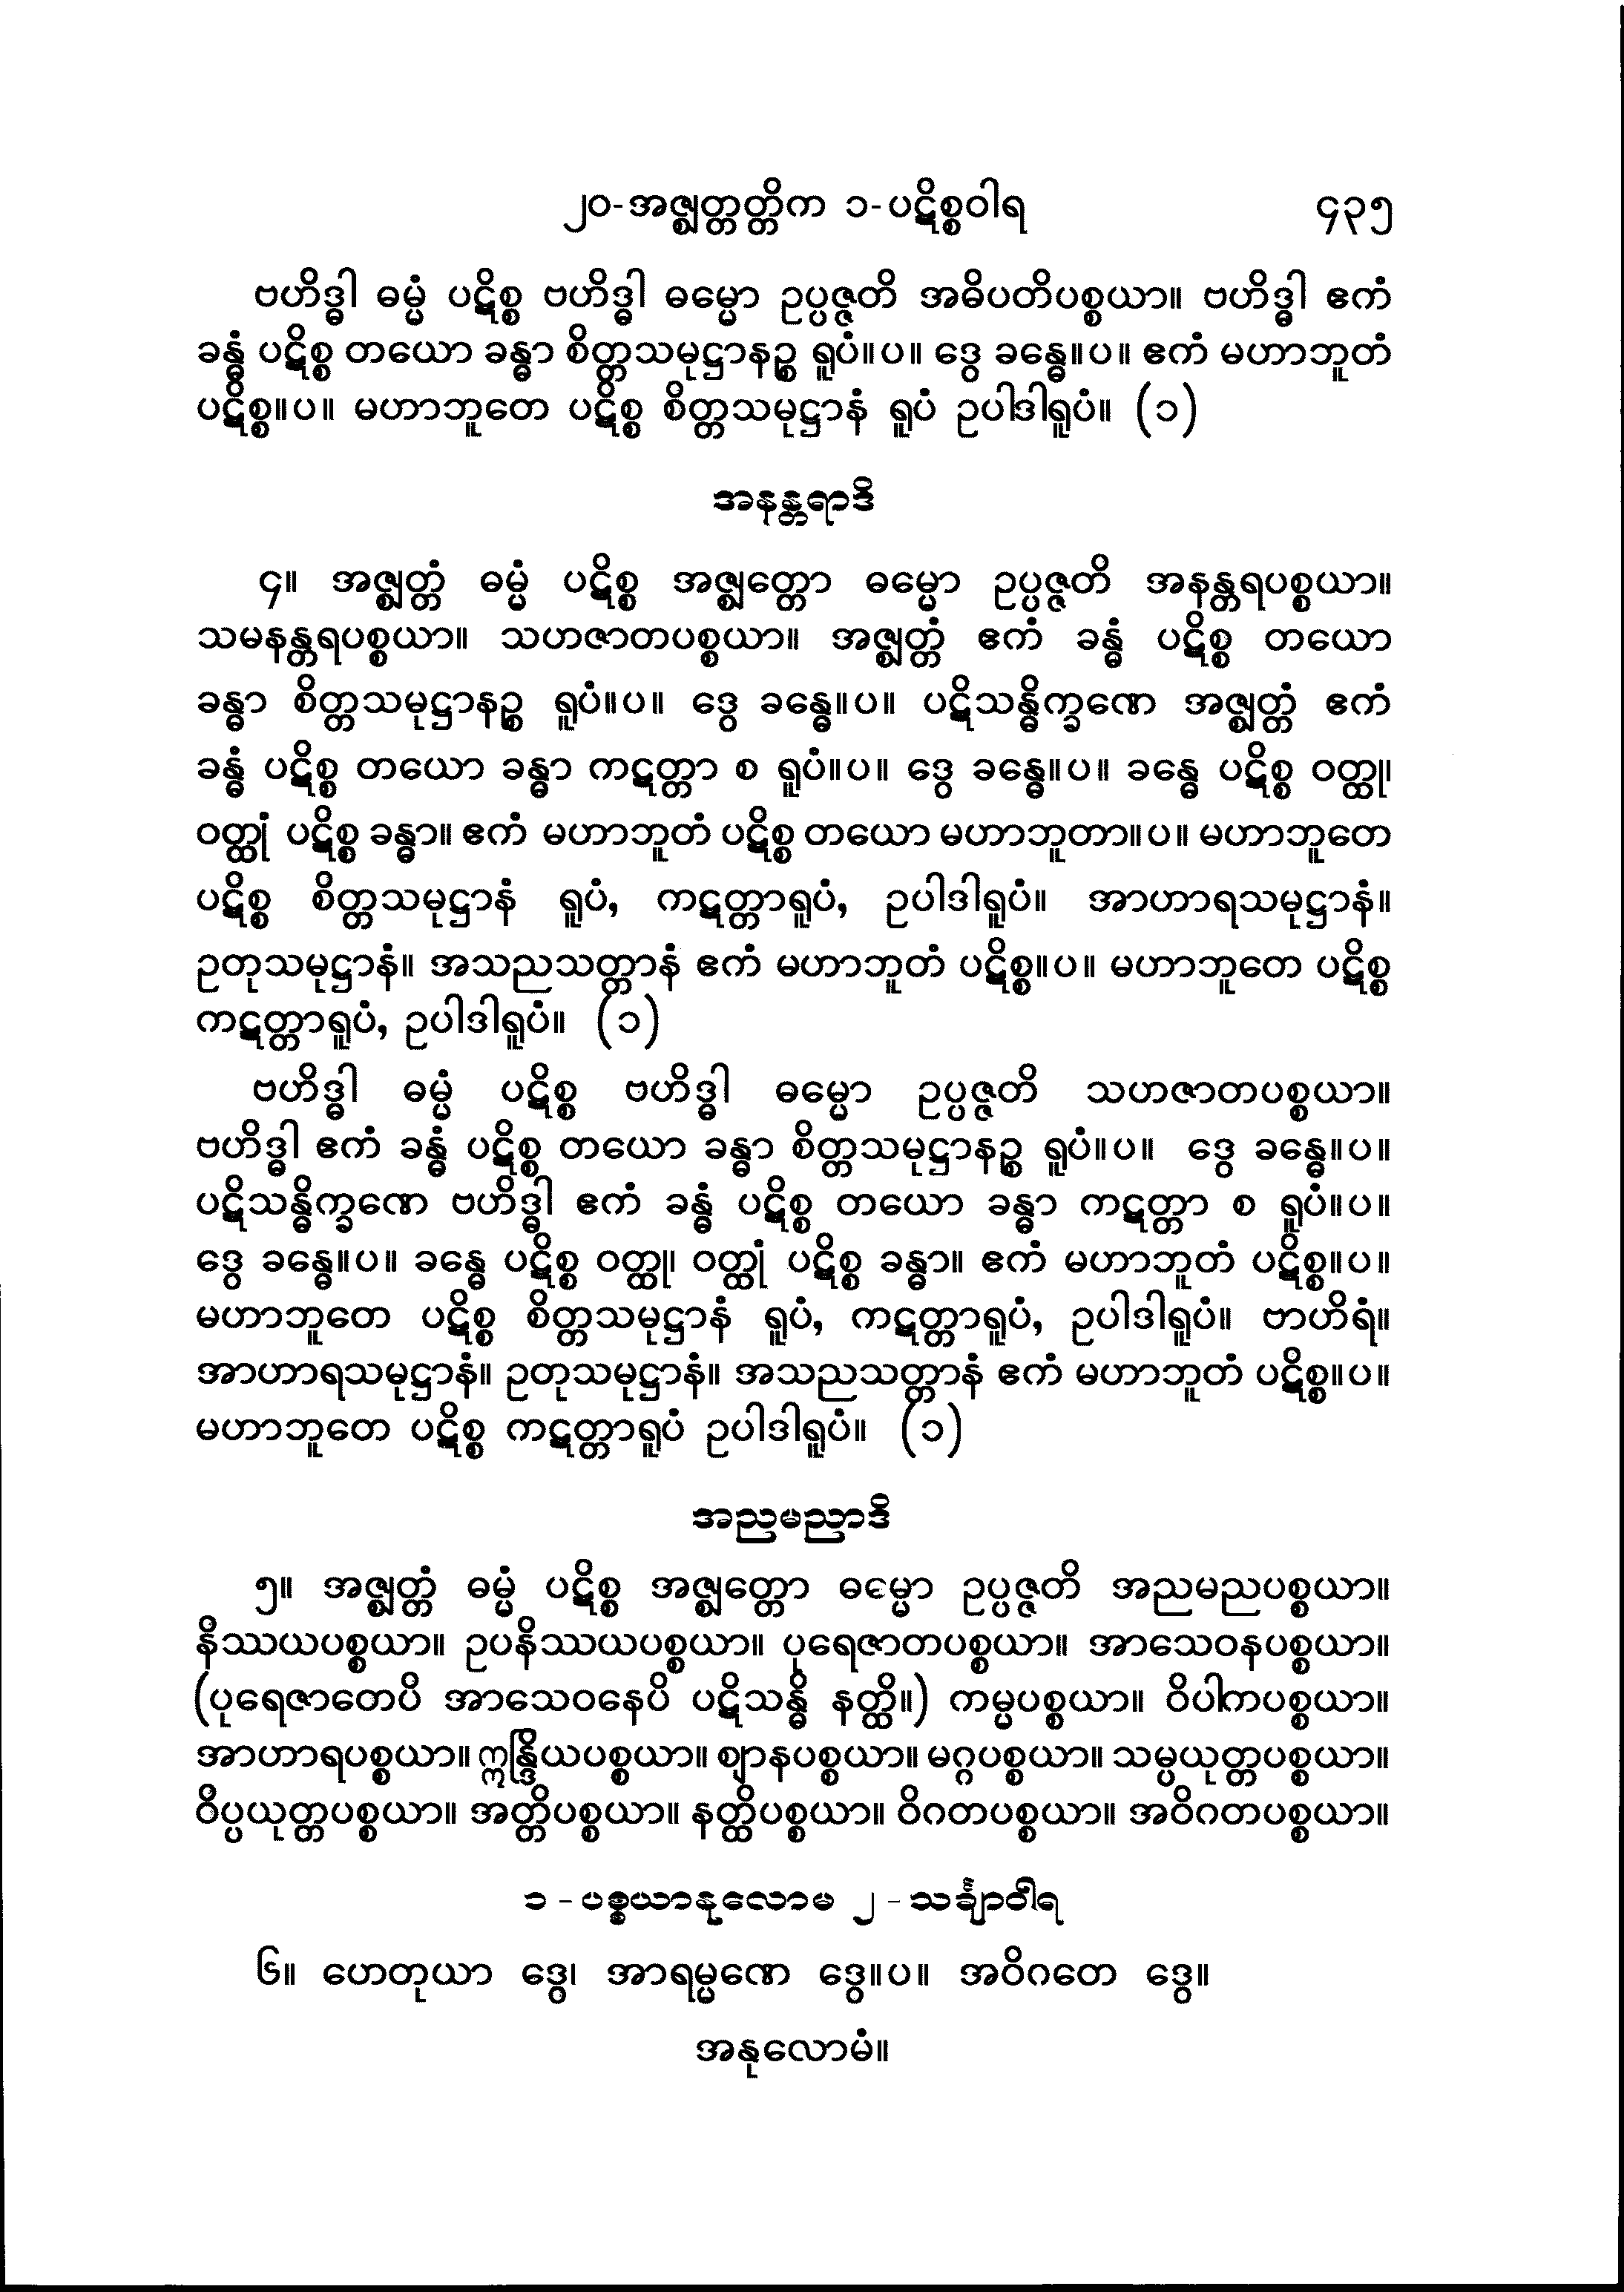 ၂၀-အဇ္ဈတ္တတ္တိက ၁-ပဋိစ္စဝါရ ၄၃၅
ဗဟိဒ္ဓါ ဓမ္မံ ပဋိစ္စ ဗဟိဒ္ဓါ ဓမ္မော ဥပ္ပဇ္ဇတိ အဓိပတိပစ္စယာ။ ဗဟိဒ္ဓါ ဧကံ
ခန္ဓံ ပဋိစ္စ တယော ခန္ဓာ စိတ္တသမုဋ္ဌာနဉ္စ ရူပံ။ပ။ ဒွေ ခန္ဓေ။ပ။ ဧကံ မဟာဘူတံ
ပဋိစ္စ။ပ။ မဟာဘူတေ ပဋိစ္စ စိတ္တသမုဋ္ဌာနံ ရူပံ ဥပါဒါရူပံ။ (၁)
အနန္တရာဒိ
၄။ အဇ္ဈတ္တံ ဓမ္မံ ပဋိစ္စ အဇ္ဈတ္တော ဓမ္မော ဥပ္ပဇ္ဇတိ အနန္တရပစ္စယာ။
သမနန္တရပစ္စယာ။ သဟဇာတပစ္စယာ။ အဇ္ဈတ္တံ ဧကံ ခန္ဓံ ပဋိစ္စ တယော
ခန္ဓာ စိတ္တသမုဋ္ဌာနဉ္စ ရူပံ။ပ။ ဒွေ ခန္ဓေ။ပ။ ပဋိသန္ဓိက္ခဏေ အဇ္ဈတ္တံ ဧကံ
ခန္ဓံ ပဋိစ္စ တယော ခန္ဓာ ကဋတ္တာ စ ရူပံ။ပ။ ဒွေ ခန္ဓေ။ပ။ ခန္ဓေ ပဋိစ္စ ဝတ္ထု၊
ဝတ္ထုံ ပဋိစ္စ ခန္ဓာ။ ဧကံ မဟာဘူတံ ပဋိစ္စ တယော မဟာဘူတာ။ပ။ မဟာဘူတေ
ပဋိစ္စ စိတ္တသမုဋ္ဌာနံ ရူပံ, ကဋတ္တာရူပံ, ဥပါဒါရူပံ။ အာဟာရသမုဋ္ဌာနံ။
ဥတုသမုဋ္ဌာနံ။ အသညသတ္တာနံ ဧကံ မဟာဘူတံ ပဋိစ္စ။ပ။ မဟာဘူတေ ပဋိစ္စ
ကဋတ္တာရူပံ, ဥပါဒါရူပံ။ (၁)
ဗဟိဒ္ဓါ ဓမ္မံ ပဋိစ္စ ဗဟိဒ္ဓါ ဓမ္မော ဥပ္ပဇ္ဇတိ သဟဇာတပစ္စယာ။
ဗဟိဒ္ဓါ ဧကံ ခန္ဓံ ပဋိစ္စ တယော ခန္ဓာ စိတ္တသမုဋ္ဌာနဉ္စ ရူပံ။ပ။ ဒွေ ခန္ဓေ။ပ။
ပဋိသန္ဓိက္ခဏေ ဗဟိဒ္ဓါ ဧကံ ခန္ဓံ ပဋိစ္စ တယော ခန္ဓာ ကဋတ္တာ စ ရူပံ။ပ။
ဒွေ ခန္ဓေ။ပ။ ခန္ဓေ ပဋိစ္စ ဝတ္ထု၊ ဝတ္ထုံ ပဋိစ္စ ခန္ဓာ။ ဧကံ မဟာဘူတံ ပဋိစ္စ။ပ။
မဟာဘူတေ ပဋိစ္စ စိတ္တသမုဋ္ဌာနံ ရူပံ, ကဋတ္တာရူပံ, ဥပါဒါရူပံ။ ဗာဟိရံ။
အာဟာရသမုဋ္ဌာနံ။ ဥတုသမုဋ္ဌာနံ။ အသညသတ္တာနံ ဧကံ မဟာဘူတံ ပဋိစ္စ။ပ။
မဟာဘူတေ ပဋိစ္စ ကဋတ္တာရူပံ ဥပါဒါရူပံ။ (၁)
အညမညာဒိ
၅။ အဇ္ဈတ္တံ ဓမ္မံ ပဋိစ္စ အဇ္ဈတ္တော ဓမ္မော ဥပ္ပဇ္ဇတိ အညမညပစ္စယာ။
နိဿယပစ္စယာ။ ဥပနိဿယပစ္စယာ။ ပုရေဇာတပစ္စယာ။ အာသေဝနပစ္စယာ။
(ပုရေဇာတေပိ အာသေဝနေပိ ပဋိသန္ဓိ နတ္ထိ။) ကမ္မပစ္စယာ။ ဝိပါကပစ္စယာ။
အာဟာရပစ္စယာ။ ဣန္ဒြိယပစ္စယာ။ ဈာနပစ္စယာ။ မဂ္ဂပစ္စယာ။ သမ္ပယုတ္တပစ္စယာ။
ဝိပ္ပယုတ္တပစ္စယာ။ အတ္ထိပစ္စယာ။ နတ္ထိပစ္စယာ။ ဝိဂတပစ္စယာ။ အဝိဂတပစ္စယာ။
၁ - ပစ္စယာနုလောမ ၂ - သင်္ချာဝါရ
၆။ ဟေတုယာ ဒွေ၊ အာရမ္မဏေ ဒွေ။ပ။ အဝိဂတေ ဒွေ။
အနုလောမံ။